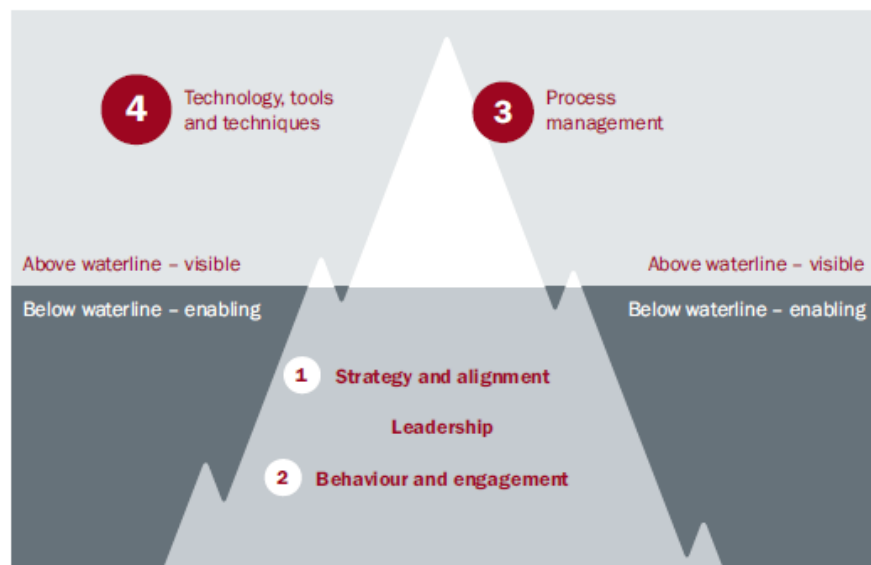 4
Technology, tools
and techniques
3
Process
management
Above waterline – visible
Above waterline – visible
Below waterline – enabling
Below waterline – enabling
1
Strategy and alignment
Leadership
2
Behaviour and engagement